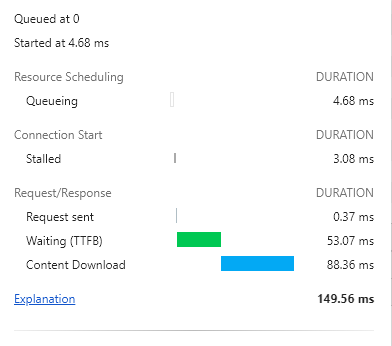 Queued at 0
Started at 4.68 ms
Resource Scheduling DURATION
Queueing 4.68 ms
Connection Start DURATION
Stalled 3.08 ms
Request/Response DURATION
Request sent 0.37 ms
Waiting (TTFB) 53.07 ms
Content Download 88.36 ms
Explanation 149.56 ms